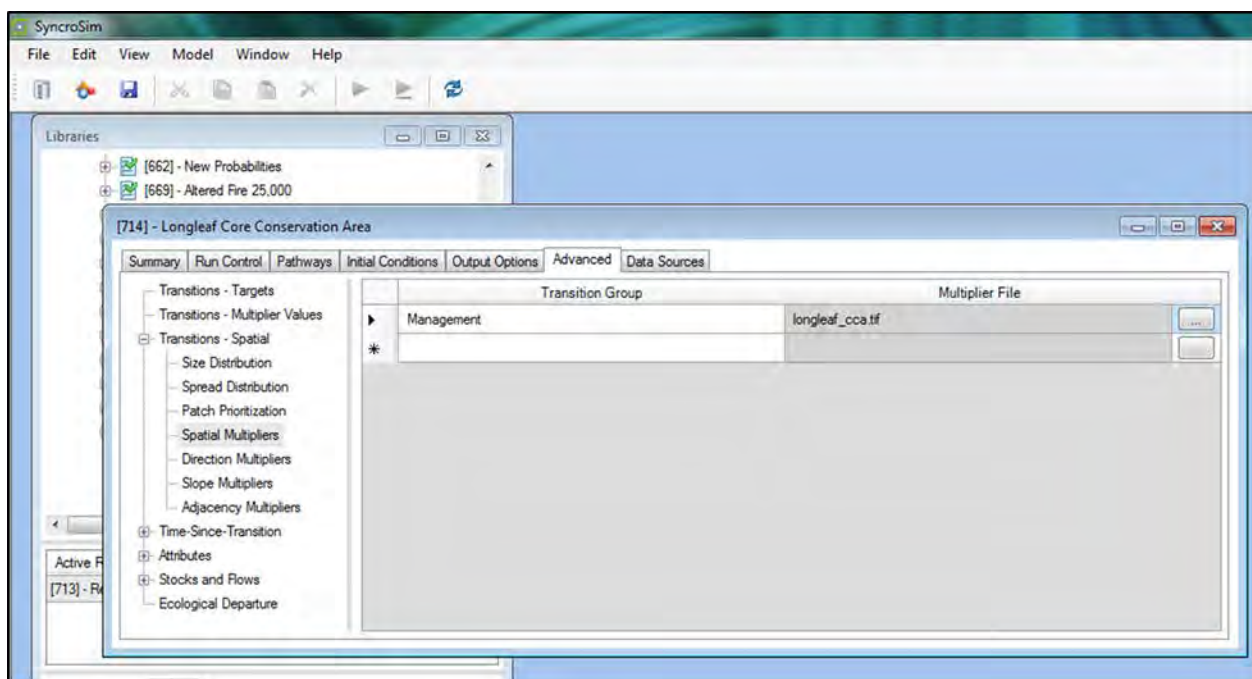 SyncroSim
File Edit View Model Window Help
Libraries
[662] - New Probabilities
[669] - Altered Fire 25,000
[714] - Longleaf Core Conservation Area
Summary Run Control Pathways Initial Conditions Output Options Advanced Data Sources
Transitions - Targets
Transitions - Multiplier Values
Transitions - Spatial
Size Distribution
Spread Distribution
Patch Prioritization
Spatial Multipliers
Direction Multipliers
Slope Multipliers
Adjacency Multipliers
Time-Since-Transition
Attributes
Stocks and Flows
Ecological Departure
Transition Group Multiplier File
Management longleaf_cca.tif ...
Active R
[713] - Re